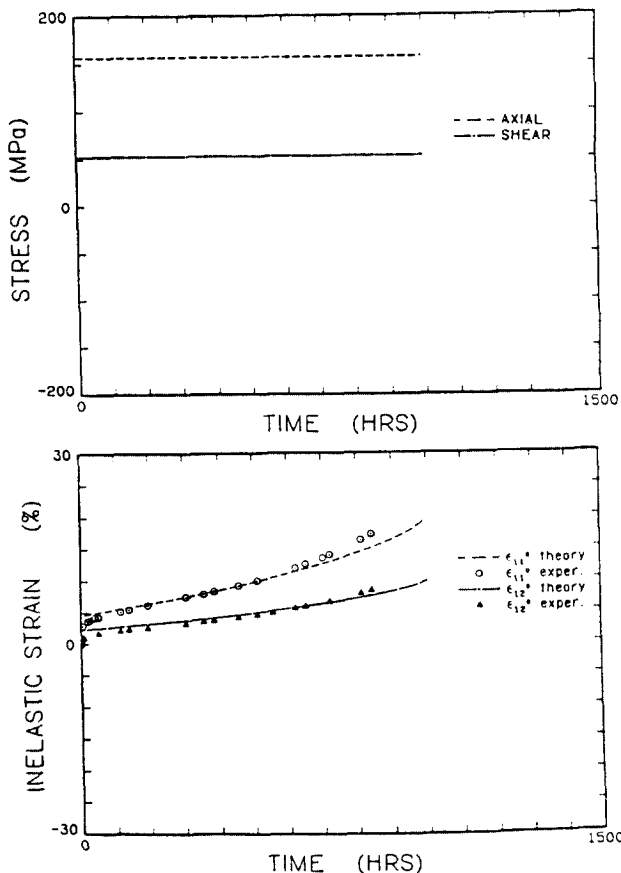 200
0
-200
STRESS (MPa)
AXIAL
SHEAR
0
1500
TIME (HRS)
30
0
-30
INELASTIC STRAIN (%)
ϵ₁₁* theory
ϵ₁₁* exper.
ϵ₁₂* theory
ϵ₁₂* exper.
0
1500
TIME (HRS)